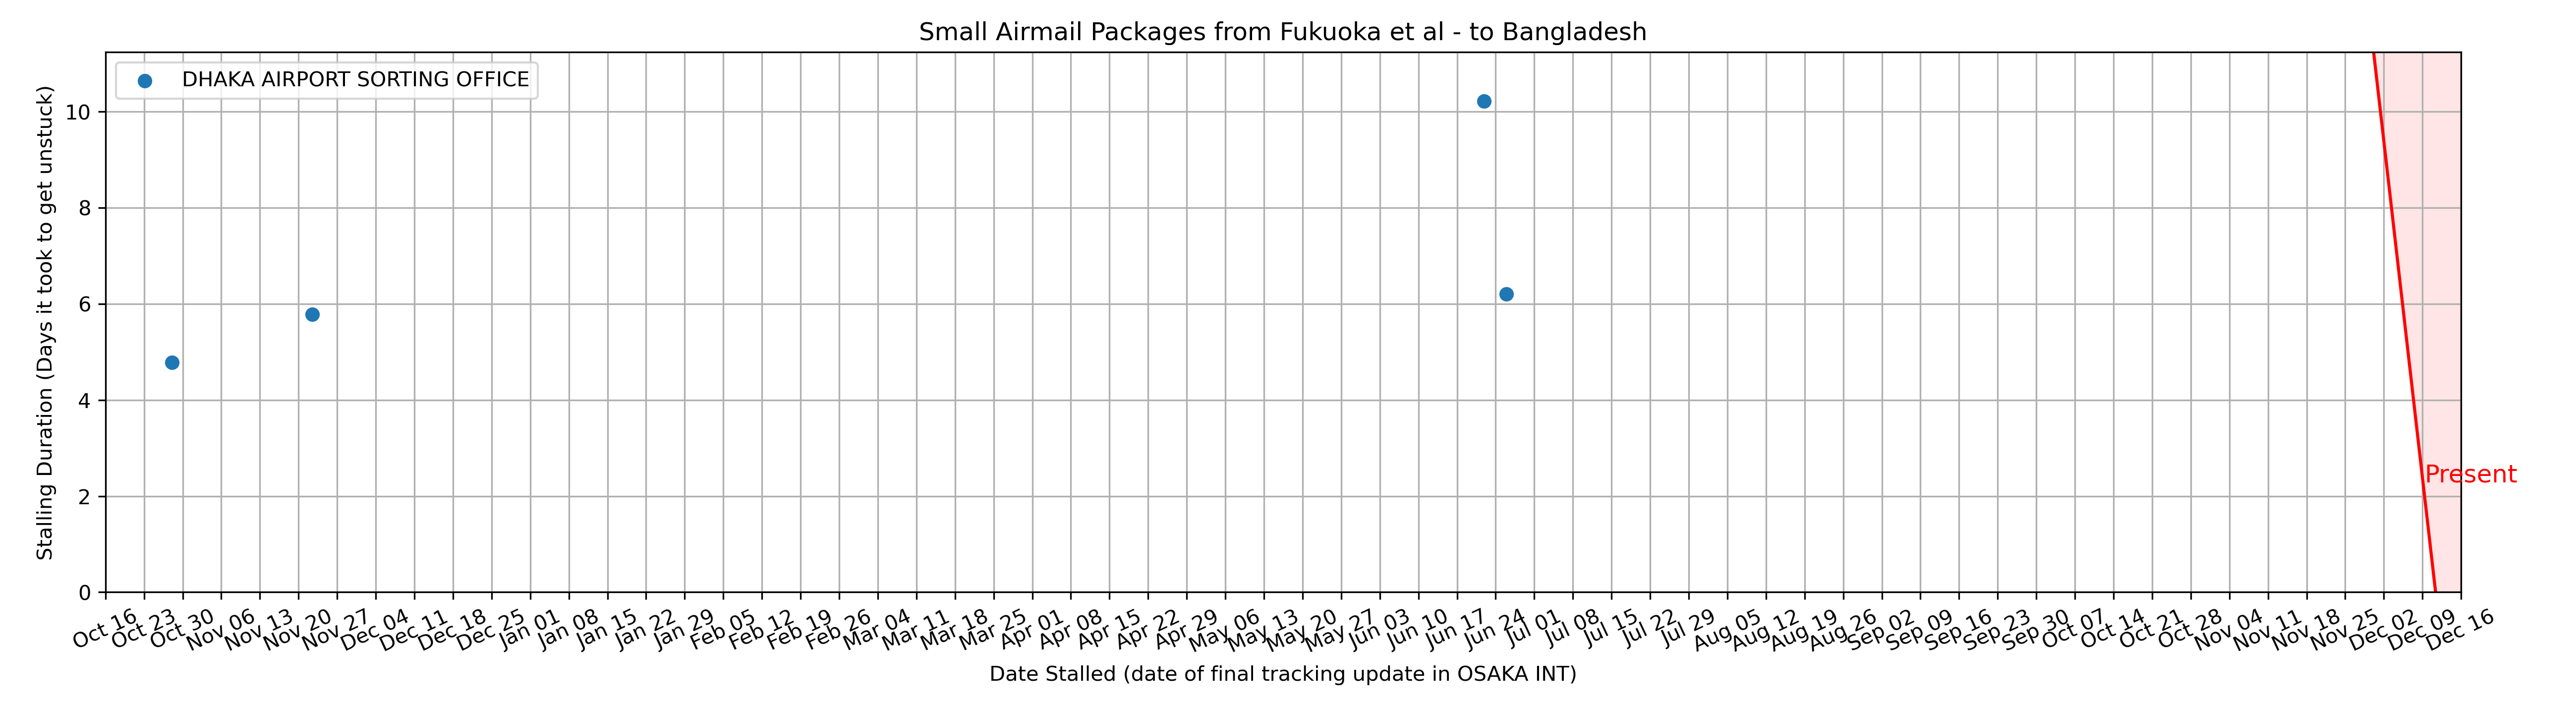 Small Airmail Packages from Fukuoka et al - to Bangladesh
DHAKA AIRPORT SORTING OFFICE
Stalling Duration (Days it took to get unstuck)
10
8
6
4
2
0
Present
Oct 16
Oct 23
Oct 30
Nov 06
Nov 13
Nov 20
Nov 27
Dec 04
Dec 11
Dec 18
Dec 25
Jan 01
Jan 08
Jan 15
Jan 22
Jan 29
Feb 05
Feb 12
Feb 19
Feb 26
Mar 04
Mar 11
Mar 18
Mar 25
Apr 01
Apr 08
Apr 15
Apr 22
Apr 29
May 06
May 13
May 20
May 27
Jun 03
Jun 10
Jun 17
Jun 24
Jul 01
Jul 08
Jul 15
Jul 22
Jul 29
Aug 05
Aug 12
Aug 19
Aug 26
Sep 02
Sep 09
Sep 16
Sep 23
Sep 30
Oct 07
Oct 14
Oct 21
Oct 28
Nov 04
Nov 11
Nov 18
Nov 25
Dec 02
Dec 09
Dec 16
Date Stalled (date of final tracking update in OSAKA INT)